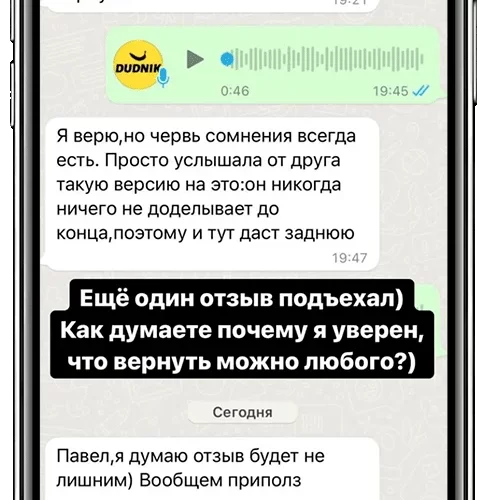 19:21
DUDNIK
0:46
19:45
Я верю,но червь сомнения всегда
есть. Просто услышала от друга
такую версию на это:он никогда
ничего не доделывает до
конца,поэтому и тут даст заднюю
19:47
Ещё один отзыв подъехал)
Как думаете почему я уверен,
что вернуть можно любого?)
Сегодня
Павел,я думаю отзыв будет не
лишним) Вообщем приполз